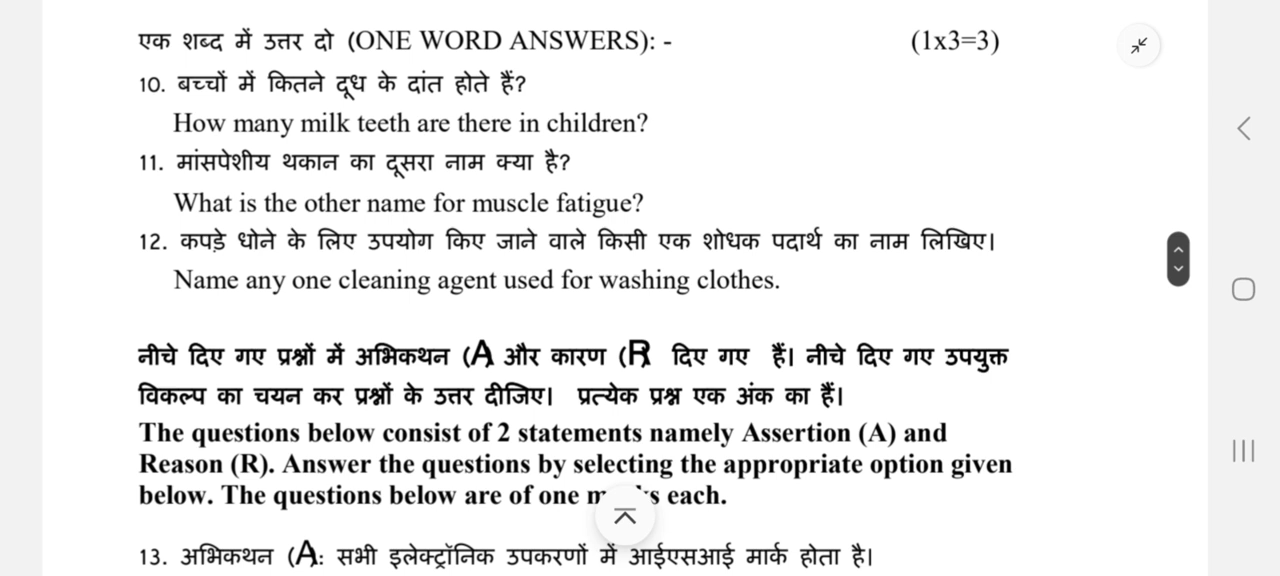 एक शब्द में उत्तर दो (ONE WORD ANSWERS): - (1x3=3)
10. बच्चों में कितने दूध के दांत होते हैं?
How many milk teeth are there in children?
11. मांसपेशीय थकान का दूसरा नाम क्या है?
What is the other name for muscle fatigue?
12. कपड़े धोने के लिए उपयोग किए जाने वाले किसी एक शोधक पदार्थ का नाम लिखिए।
Name any one cleaning agent used for washing clothes.
नीचे दिए गए प्रश्नों में अभिकथन (A और कारण (R दिए गए हैं। नीचे दिए गए उपयुक्त
विकल्प का चयन कर प्रश्नों के उत्तर दीजिए। प्रत्येक प्रश्न एक अंक का हैं।
The questions below consist of 2 statements namely Assertion (A) and
Reason (R). Answer the questions by selecting the appropriate option given
below. The questions below are of one each.
13. अभिकथन (A: सभी इलेक्ट्रॉनिक उपकरणों में आईएसआई मार्क होता है।